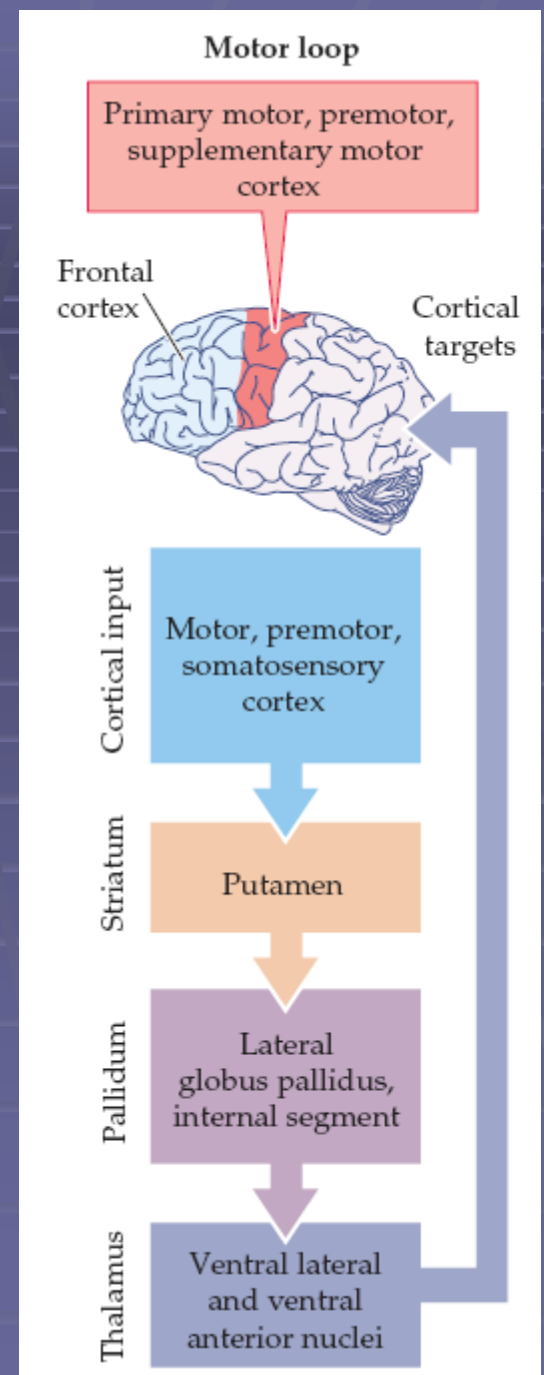 Motor loop
Primary motor, premotor,
supplementary motor
cortex
Frontal
cortex
Cortical
targets
Cortical input
Motor, premotor,
somatosensory
cortex
Striatum
Putamen
Pallidum
Lateral
globus pallidus,
internal segment
Thalamus
Ventral lateral
and ventral
anterior nuclei